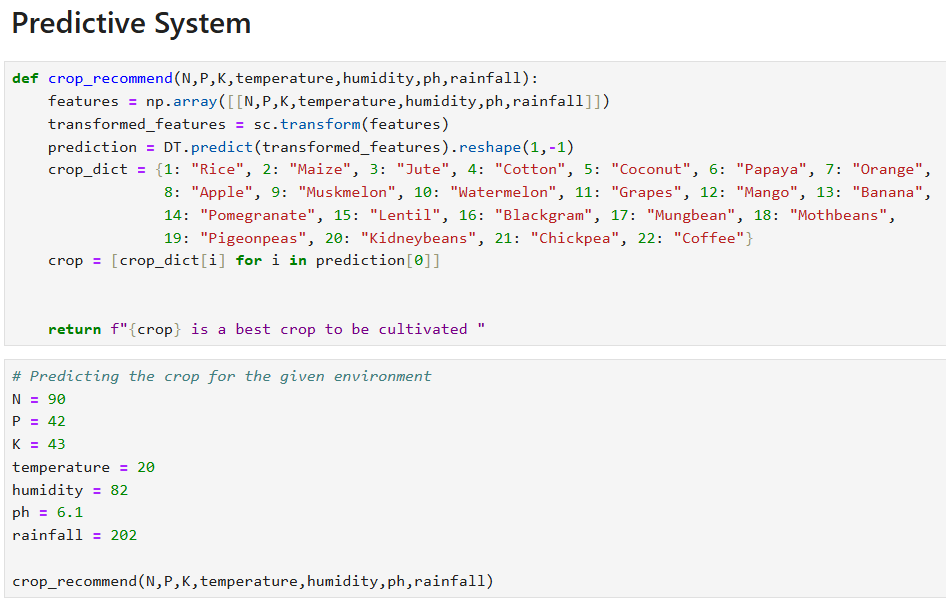 Predictive System
def crop_recommend(N,P,K,temperature,humidity,ph,rainfall):
    features = np.array([[N,P,K,temperature,humidity,ph,rainfall]])
    transformed_features = sc.transform(features)
    prediction = DT.predict(transformed_features).reshape(1,-1)
    crop_dict = {1: "Rice", 2: "Maize", 3: "Jute", 4: "Cotton", 5: "Coconut", 6: "Papaya", 7: "Orange",
                 8: "Apple", 9: "Muskmelon", 10: "Watermelon", 11: "Grapes", 12: "Mango", 13: "Banana",
                 14: "Pomegranate", 15: "Lentil", 16: "Blackgram", 17: "Mungbean", 18: "Mothbeans",
                 19: "Pigeonpeas", 20: "Kidneybeans", 21: "Chickpea", 22: "Coffee"}
    crop = [crop_dict[i] for i in prediction[0]]
    return f"{crop} is a best crop to be cultivated "
# Predicting the crop for the given environment
N = 90
P = 42
K = 43
temperature = 20
humidity = 82
ph = 6.1
rainfall = 202
crop_recommend(N,P,K,temperature,humidity,ph,rainfall)